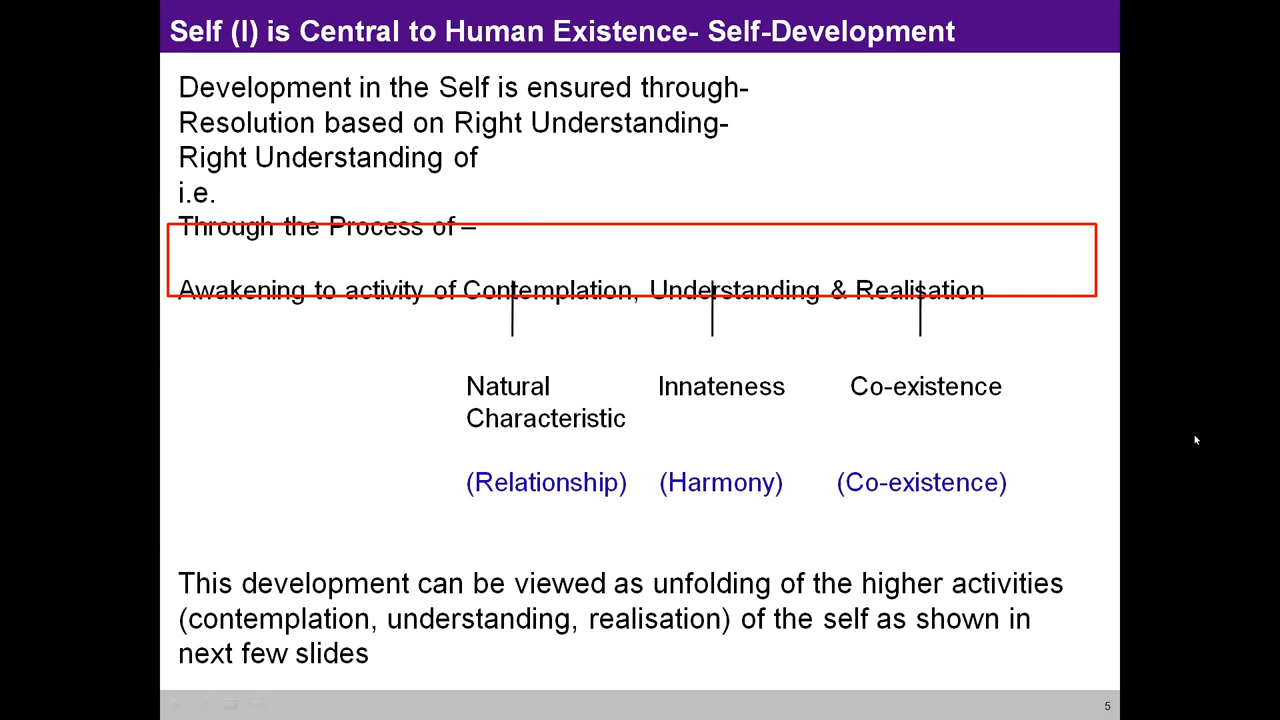 Self (I) is Central to Human Existence- Self-Development
Development in the Self is ensured through-
Resolution based on Right Understanding-
Right Understanding of
i.e.
Through the Process of –
Awakening to activity of Contemplation, Understanding & Realisation
Natural Innateness Co-existence
Characteristic
(Relationship) (Harmony) (Co-existence)
This development can be viewed as unfolding of the higher activities
(contemplation, understanding, realisation) of the self as shown in
next few slides
5